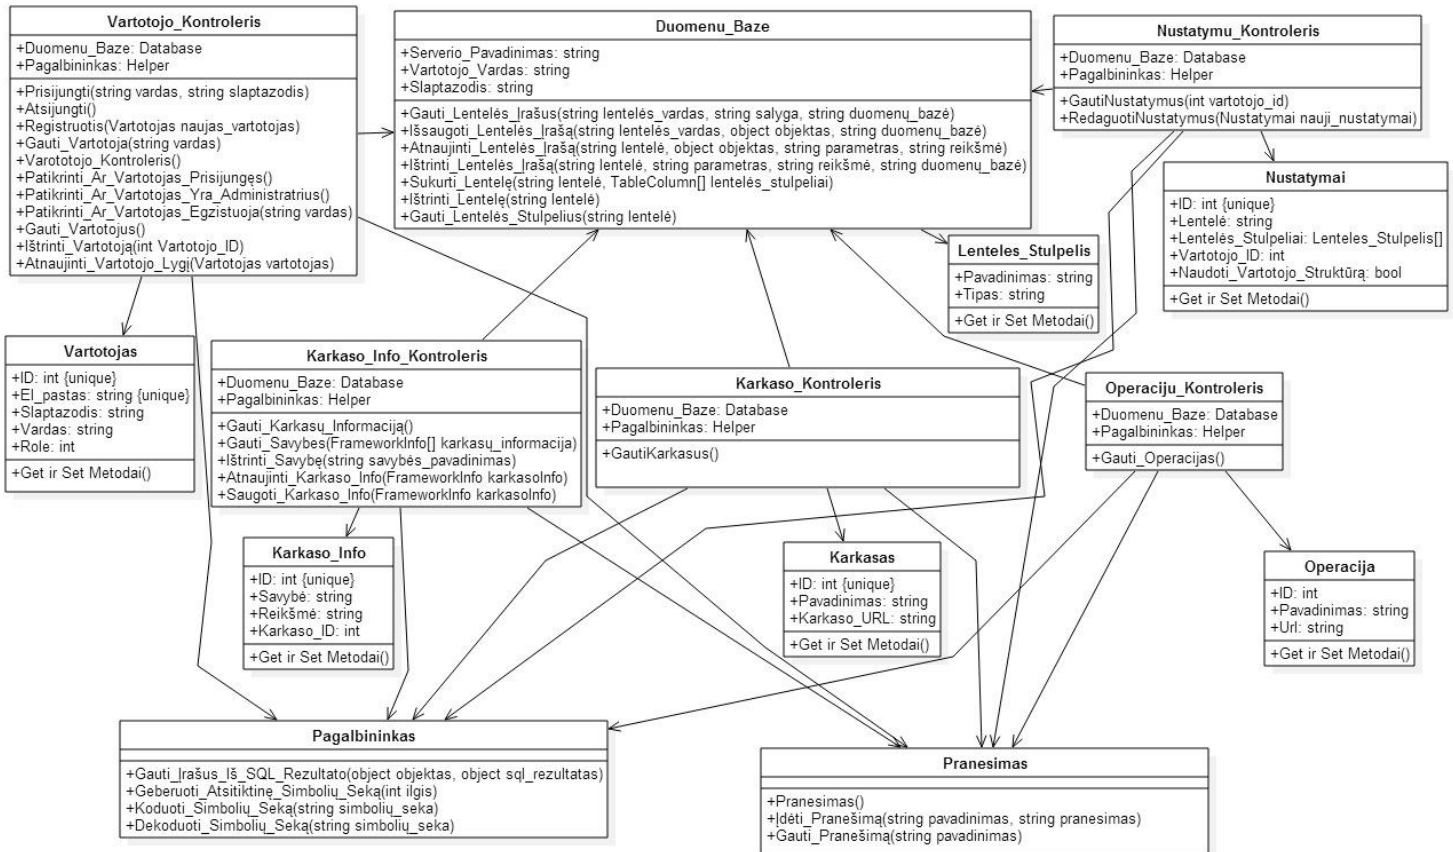 Vartotojo_Kontroleris
+Duomenu_Baze: Database
+Pagalbininkas: Helper
+Prisijungti(string vardas, string slaptazodis)
+Atsijungti()
+Registruotis(Vartotojas naujas_vartotojas)
+Gauti_Vartotoja(string vardas)
+Varototojo_Kontroleris()
+Patikrinti_Ar_Vartotojas_Prisijungęs()
+Patikrinti_Ar_Vartotojas_Yra_Administratrius()
+Patikrinti_Ar_Vartotojas_Egzistuoja(string vardas)
+Gauti_Vartotojus()
+Ištrinti_Vartotoją(int Vartotojo_ID)
+Atnaujinti_Vartotojo_Lygį(Vartotojas vartotojas)
Duomenu_Baze
+Serverio_Pavadinimas: string
+Vartotojo_Vardas: string
+Slaptazodis: string
+Gauti_Lentelės_Įrašus(string lentelės_vardas, string salyga, string duomenų_bazė)
+Išsaugoti_Lentelės_Įrašą(string lentelės_vardas, object objektas, string duomenų_bazė)
+Atnaujinti_Lentelės_Įrašą(string lentelė, object objektas, string parametras, string reikšmė)
+Ištrinti_Lentelės_Įrašą(string lentelė, string parametras, string reikšmė, string duomenų_bazė)
+Sukurti_Lentelę(string lentelė, TableColumn[] lentelės_stulpeliai)
+Ištrinti_Lentelę(string lentelė)
+Gauti_Lentelės_Stulpelius(string lentelė)
Nustatymu_Kontroleris
+Duomenu_Baze: Database
+Pagalbininkas: Helper
+GautiNustatymus(int vartotojo_id)
+RedaguotiNustatymus(Nustatymai nauji_nustatymai)
Nustatymai
+ID: int {unique}
+Lentelė: string
+Lentelės_Stulpeliai: Lenteles_Stulpelis[]
+Vartotojo_ID: int
+Naudoti_Vartotojo_Struktūrą: bool
+Get ir Set Metodai()
Lenteles_Stulpelis
+Pavadinimas: string
+Tipas: string
+Get ir Set Metodai()
Vartotojas
+ID: int {unique}
+El_pastas: string {unique}
+Slaptazodis: string
+Vardas: string
+Role: int
+Get ir Set Metodai()
Karkaso_Info_Kontroleris
+Duomenu_Baze: Database
+Pagalbininkas: Helper
+Gauti_Karkasų_Informaciją()
+Gauti_Savybes(FrameworkInfo[] karkasų_informacija)
+Ištrinti_Savybę(string savybės_pavadinimas)
+Atnaujinti_Karkaso_Info(FrameworkInfo karkasoInfo)
+Saugoti_Karkaso_Info(FrameworkInfo karkasoInfo)
Karkaso_Kontroleris
+Duomenu_Baze: Database
+Pagalbininkas: Helper
+GautiKarkasus()
Operaciju_Kontroleris
+Duomenu_Baze: Database
+Pagalbininkas: Helper
+Gauti_Operacijas()
Karkaso_Info
+ID: int {unique}
+Savybė: string
+Reikšmė: string
+Karkaso_ID: int
+Get ir Set Metodai()
Karkasas
+ID: int {unique}
+Pavadinimas: string
+Karkaso_URL: string
+Get ir Set Metodai()
Operacija
+ID: int
+Pavadinimas: string
+Url: string
+Get ir Set Metodai()
Pagalbininkas
+Gauti_Įrašus_Iš_SQL_Rezultato(object objektas, object sql_rezultatas)
+Geberuoti_Atsitiktinę_Simbolių_Seką(int ilgis)
+Koduoti_Simbolių_Seką(string simbolių_seka)
+Dekoduoti_Simbolių_Seką(string simbolių_seka)
Pranesimas
+Pranesimas()
+Įdėti_Pranešimą(string pavadinimas, string pranesimas)
+Gauti_Pranešimą(string pavadinimas)